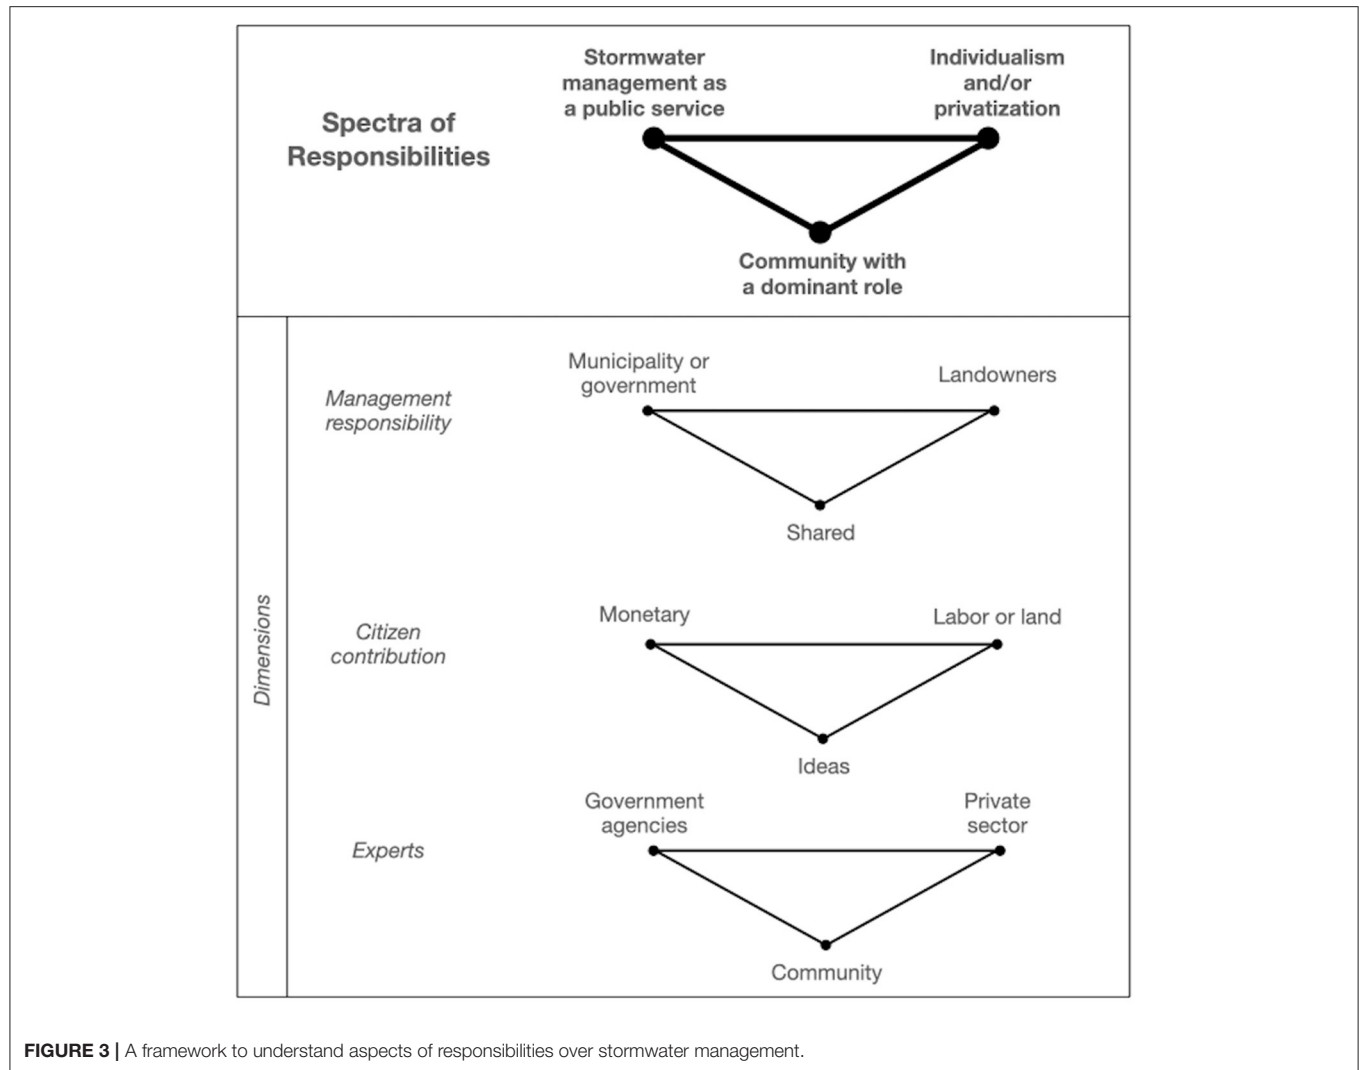 Spectra of
Responsibilities
Stormwater
management as
a public service
Individualism
and/or
privatization
Community with
a dominant role
Dimensions
Management
responsibility
Municipality or
government
Landowners
Shared
Citizen
contribution
Monetary
Labor or land
Ideas
Experts
Government
agencies
Private
sector
Community
FIGURE 3 | A framework to understand aspects of responsibilities over stormwater management.